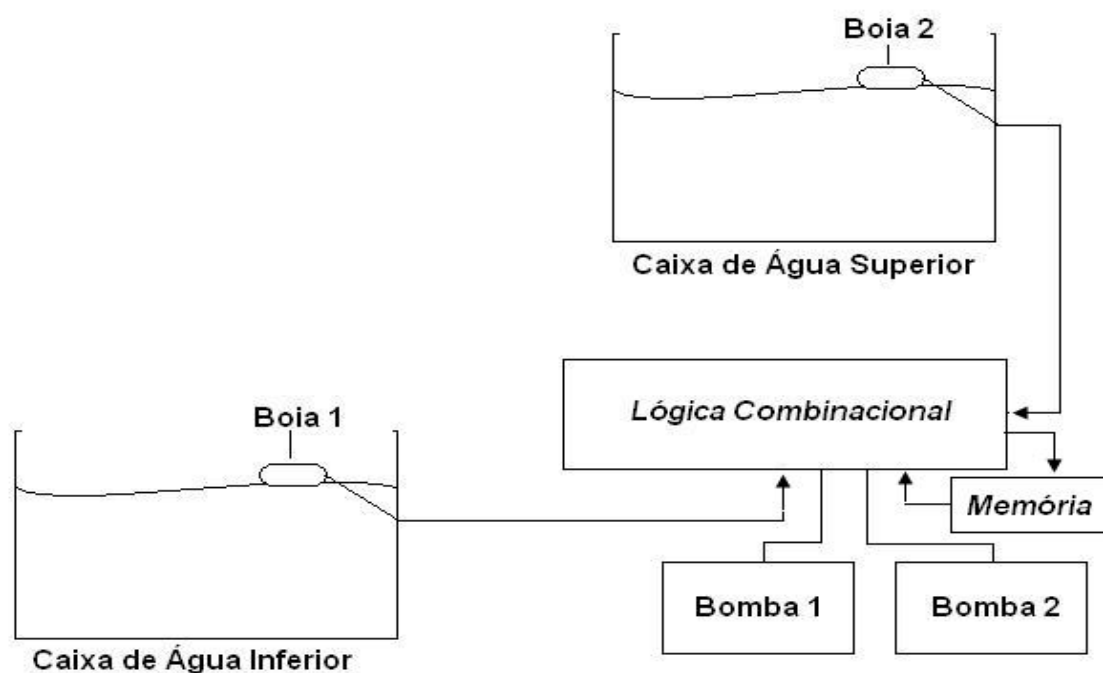 Boia 2
Caixa de Água Superior
Lógica Combinacional
Boia 1
Memória
Bomba 1
Bomba 2
Caixa de Água Inferior